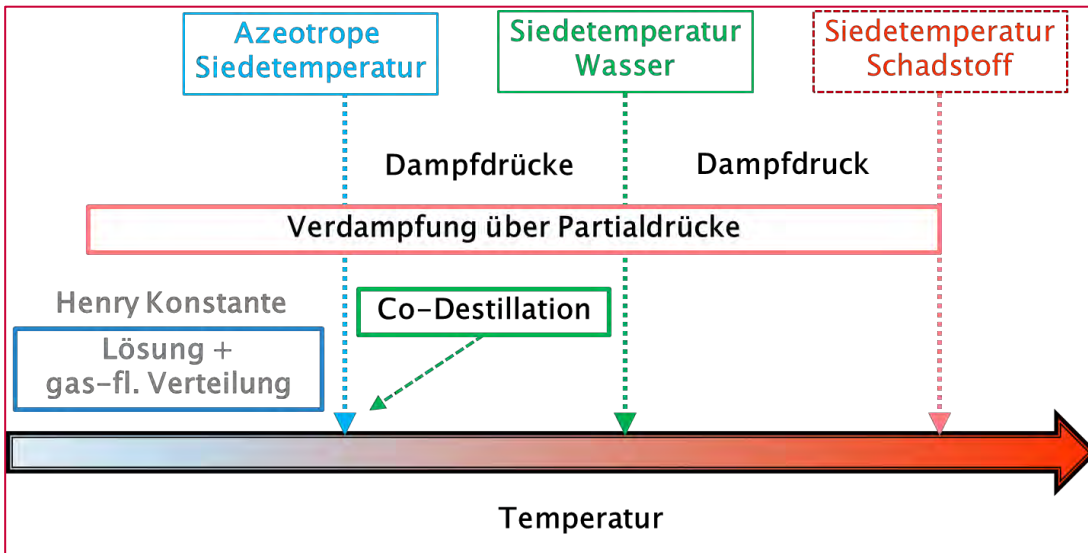 Azeotrope
Siedetemperatur
Siedetemperatur
Wasser
Siedetemperatur
Schadstoff
Dampfdrücke
Dampfdruck
Verdampfung über Partialdrücke
Henry Konstante
Co-Destillation
Lösung +
gas-fl. Verteilung
Temperatur